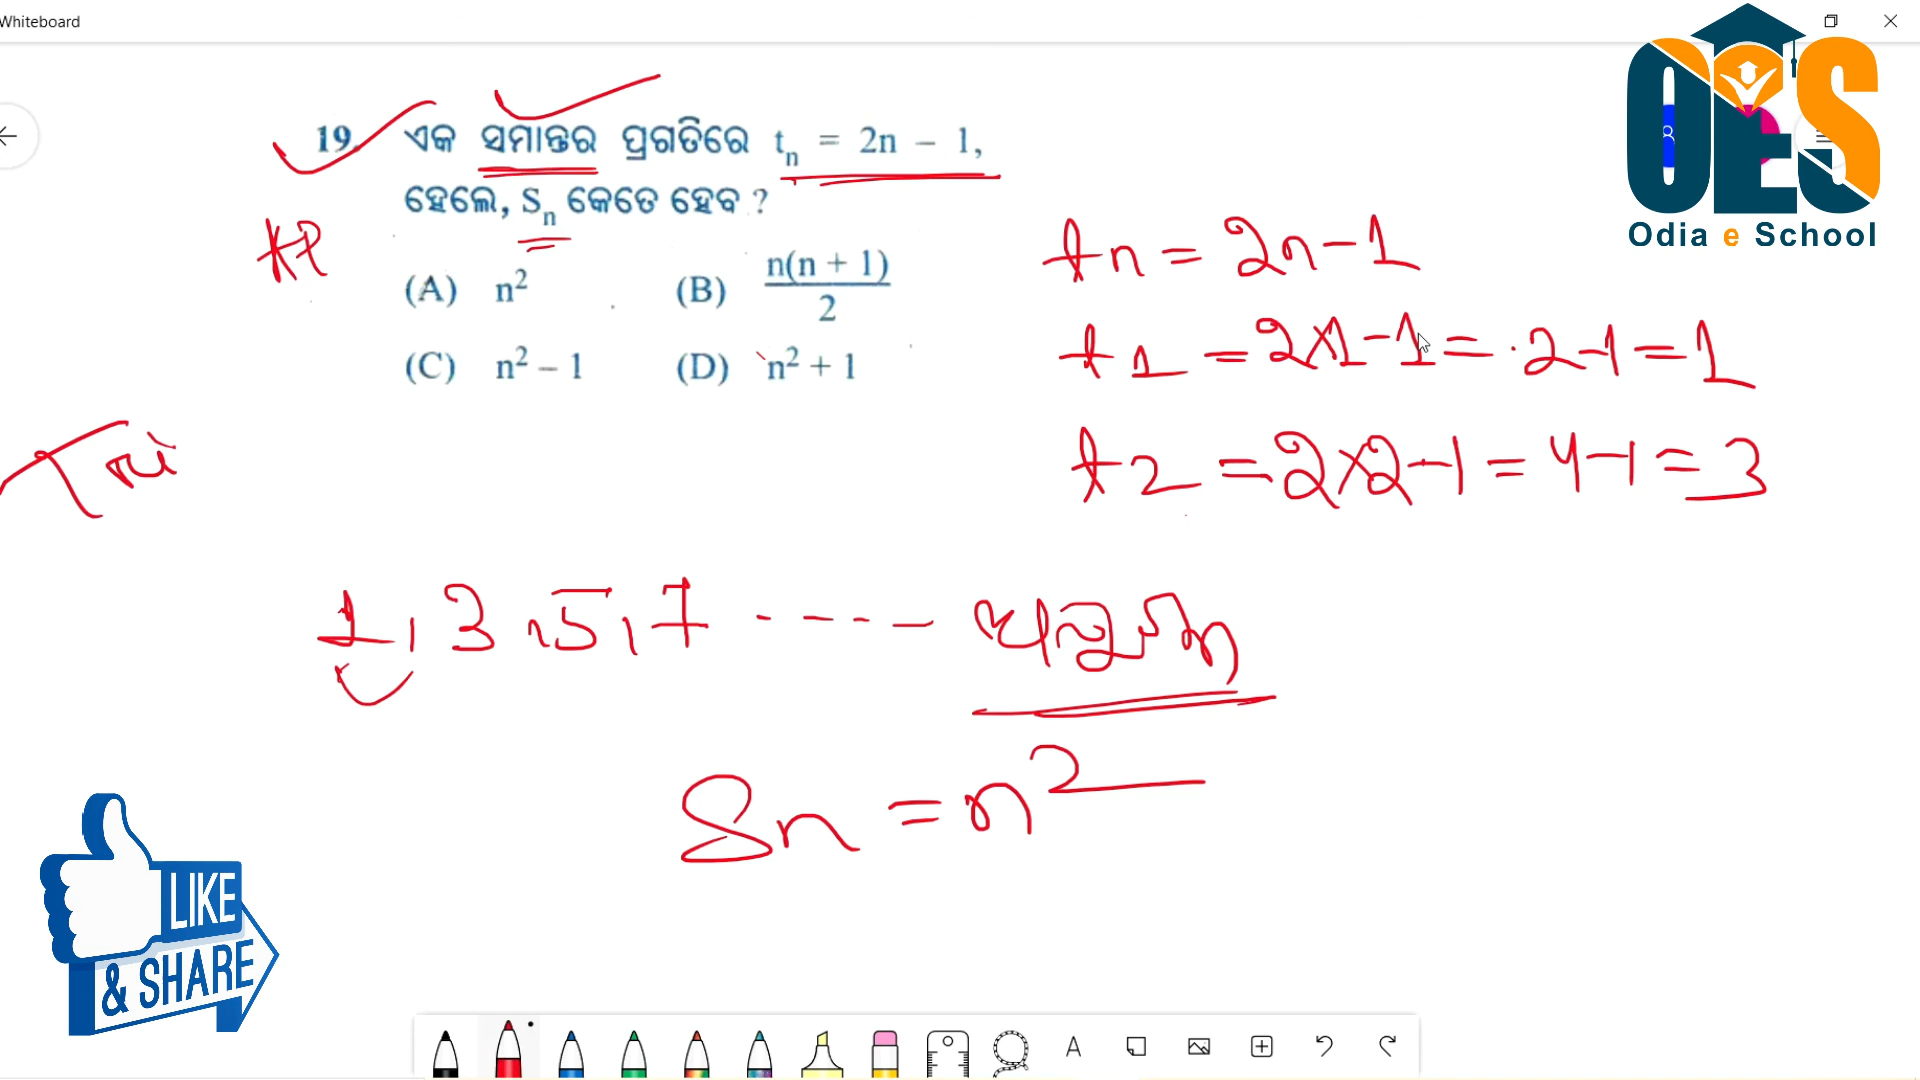 Whiteboard
19. ଏକ ସମାନ୍ତର ପ୍ରଗତିରେ tₙ = 2n − 1,
ହେଲେ, Sₙ କେତେ ହେବ ?
(A) n²
(B) n(n + 1)/2
(C) n² − 1
(D) n² + 1
tn = 2n − 1
t1 = 2×1 − 1 = 2 − 1 = 1
t2 = 2×2 − 1 = 4 − 1 = 3
1, 3, 5, 7 -----
Sn = n²
OES
Odia e School
LIKE
& SHARE
A